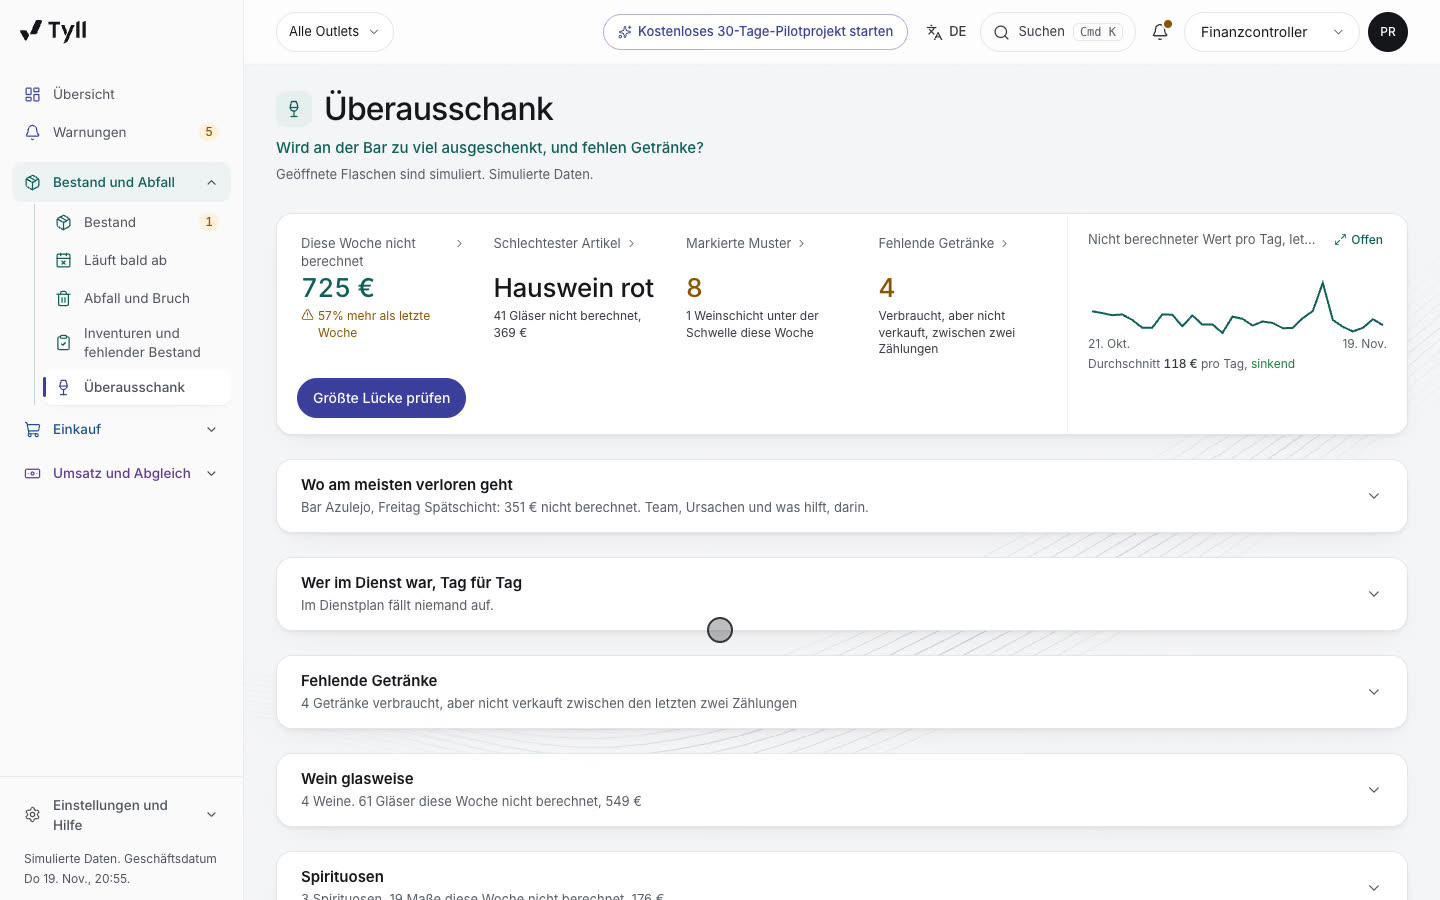 Tyll
Alle Outlets
Kostenloses 30-Tage-Pilotprojekt starten
DE
Suchen
Cmd K
Finanzcontroller
PR
Übersicht
Warnungen
5
Bestand und Abfall
Bestand
1
Läuft bald ab
Abfall und Bruch
Inventuren und
fehlender Bestand
Überausschank
Einkauf
Umsatz und Abgleich
Einstellungen und
Hilfe
Simulierte Daten. Geschäftsdatum
Do 19. Nov., 20:55.
Überausschank
Wird an der Bar zu viel ausgeschenkt, und fehlen Getränke?
Geöffnete Flaschen sind simuliert. Simulierte Daten.
Diese Woche nicht
berechnet
725 €
57% mehr als letzte
Woche
Schlechtester Artikel
Hauswein rot
41 Gläser nicht berechnet,
369 €
Markierte Muster
8
1 Weinschicht unter der
Schwelle diese Woche
Fehlende Getränke
4
Verbraucht, aber nicht
verkauft, zwischen zwei
Zählungen
Größte Lücke prüfen
Nicht berechneter Wert pro Tag, let...
Offen
21. Okt.
19. Nov.
Durchschnitt 118 € pro Tag, sinkend
Wo am meisten verloren geht
Bar Azulejo, Freitag Spätschicht: 351 € nicht berechnet. Team, Ursachen und was hilft, darin.
Wer im Dienst war, Tag für Tag
Im Dienstplan fällt niemand auf.
Fehlende Getränke
4 Getränke verbraucht, aber nicht verkauft zwischen den letzten zwei Zählungen
Wein glasweise
4 Weine. 61 Gläser diese Woche nicht berechnet, 549 €
Spirituosen
3 Spirituosen. 19 Maße diese Woche nicht berechnet, 176 €